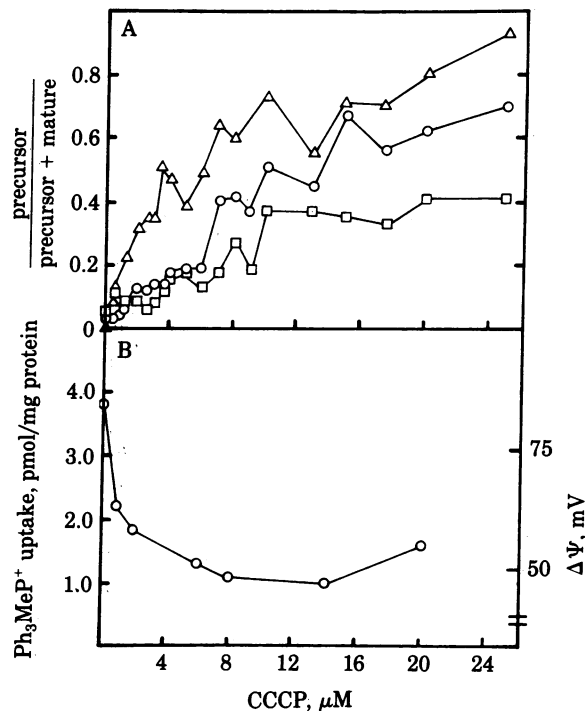 A
0.8
0.6
0.4
0.2
0
precursor
precursor + mature
B
4.0
3.0
2.0
1.0
Ph₃MeP⁺ uptake, pmol/mg protein
75
50
ΔΨ, mV
4 8 12 16 20 24
CCCP, μM